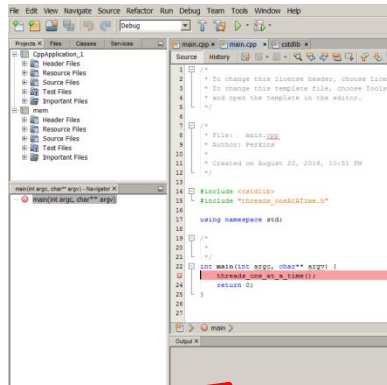 File Edit View Navigate Source Refactor Run Debug Team Tools Window Help
Debug
Projects × Files Classes Services
CppApplication_1
Header Files
Resource Files
Source Files
Test Files
Important Files
mem
Header Files
Resource Files
Source Files
Test Files
Important Files
main(int argc, char** argv) - Navigator ×
main(int argc, char** argv)
main.cpp × main.cpp × cstdlib ×
Source History
1 /*
2 * To change this license header, choose Lice
3 * To change this template file, choose Tools
4 * and open the template in the editor.
5 */
6
7 /*
8 * File: main.cpp
9 * Author: Perkins
10 *
11 * Created on August 20, 2016, 10:51 PM
12 */
13
14 #include <cstdlib>
15 #include "threads_oneAtATime.h"
16
17 using namespace std;
18
19 /*
20 *
21 */
22 int main(int argc, char** argv) {
threads_one_at_a_time();
24 return 0;
25 }
26
27
main
Output ×